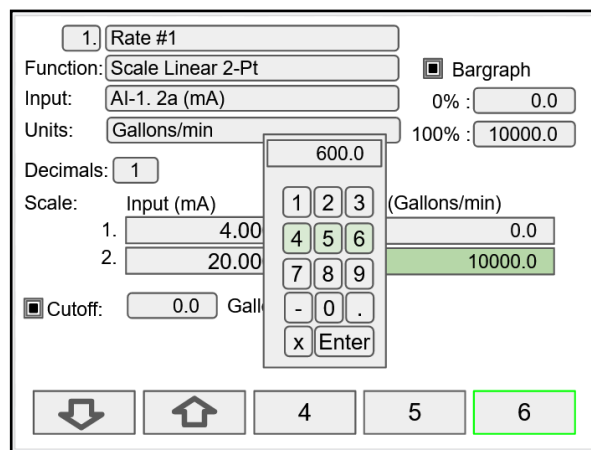 1. Rate #1
Function: Scale Linear 2-Pt
Bargraph
Input: AI-1. 2a (mA)
0% : 0.0
Units: Gallons/min
100% : 10000.0
600.0
Decimals: 1
Scale: Input (mA) (Gallons/min)
1. 4.00 0.0
2. 20.00 10000.0
Cutoff: 0.0 Gall
1 2 3
4 5 6
7 8 9
- 0 .
x Enter
4 5 6